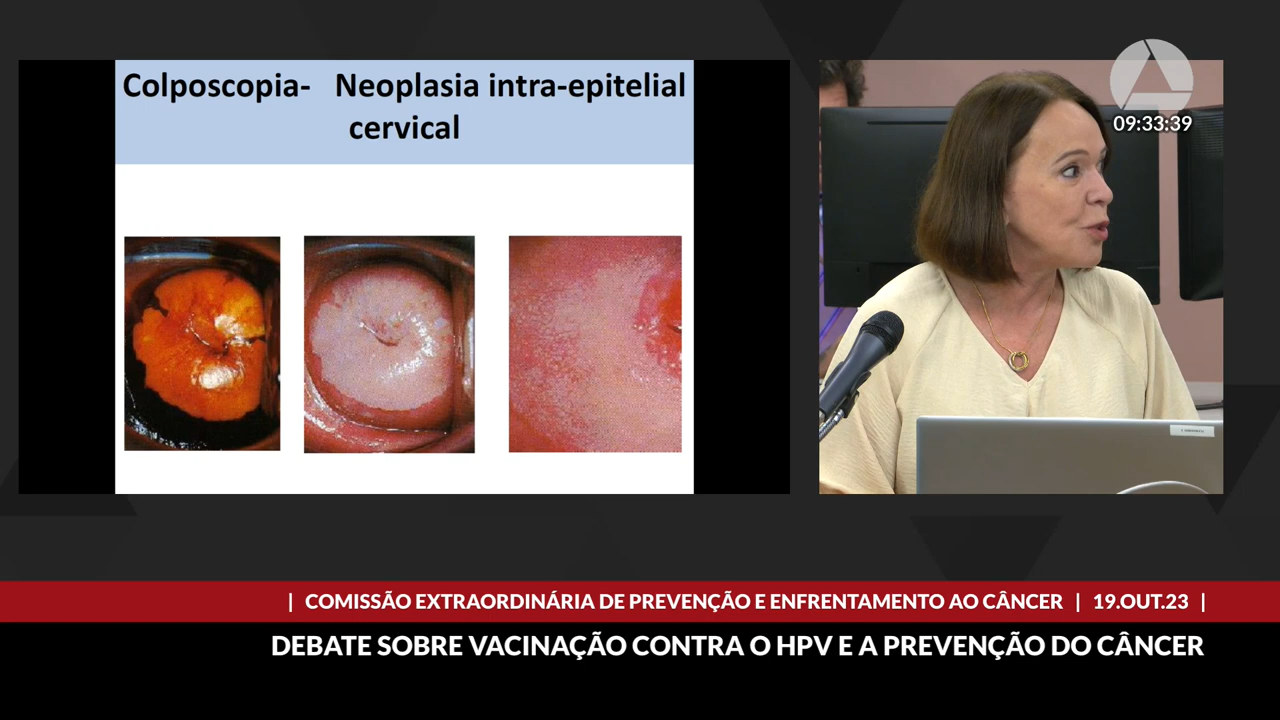 Colposcopia- Neoplasia intra-epitelial
cervical
09:33:39
| COMISSÃO EXTRAORDINÁRIA DE PREVENÇÃO E ENFRENTAMENTO AO CÂNCER | 19.OUT.23 |
DEBATE SOBRE VACINAÇÃO CONTRA O HPV E A PREVENÇÃO DO CÂNCER